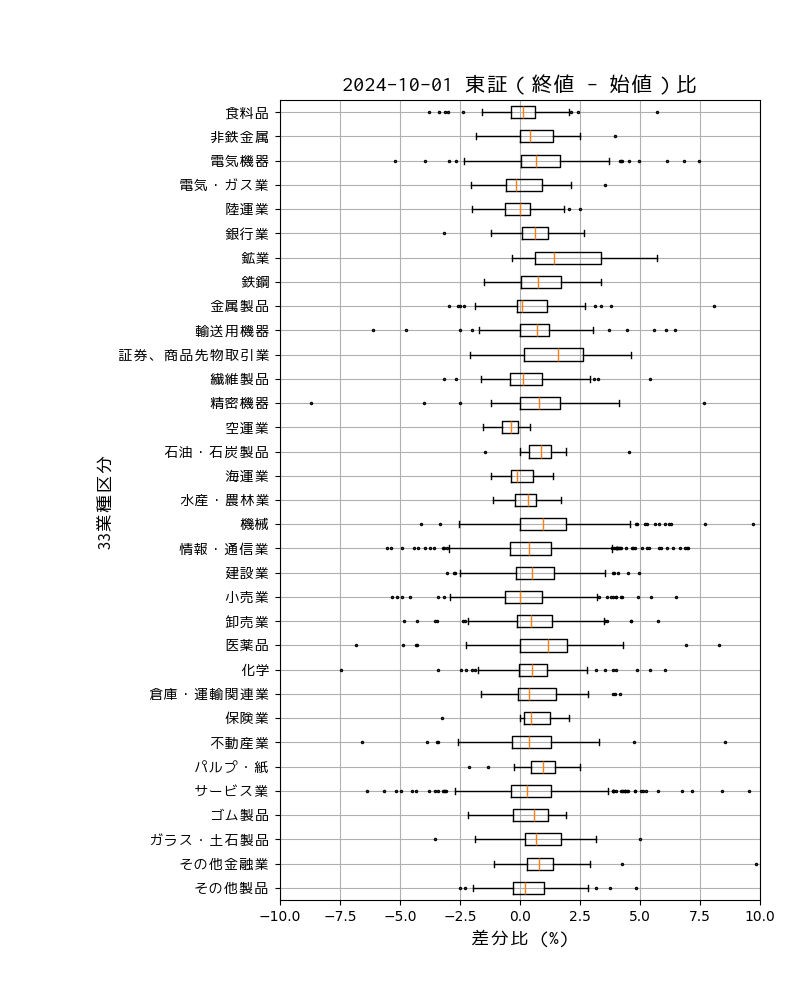 2024-10-01 東証(終値 - 始値)比
食料品
非鉄金属
電気機器
電気・ガス業
陸運業
銀行業
鉱業
鉄鋼
金属製品
輸送用機器
証券、商品先物取引業
繊維製品
精密機器
空運業
石油・石炭製品
海運業
水産・農林業
機械
情報・通信業
建設業
小売業
卸売業
医薬品
化学
倉庫・運輸関連業
保険業
不動産業
パルプ・紙
サービス業
ゴム製品
ガラス・土石製品
その他金融業
その他製品
33業種区分
−10.0 −7.5 −5.0 −2.5 0.0 2.5 5.0 7.5 10.0
差分比 (%)